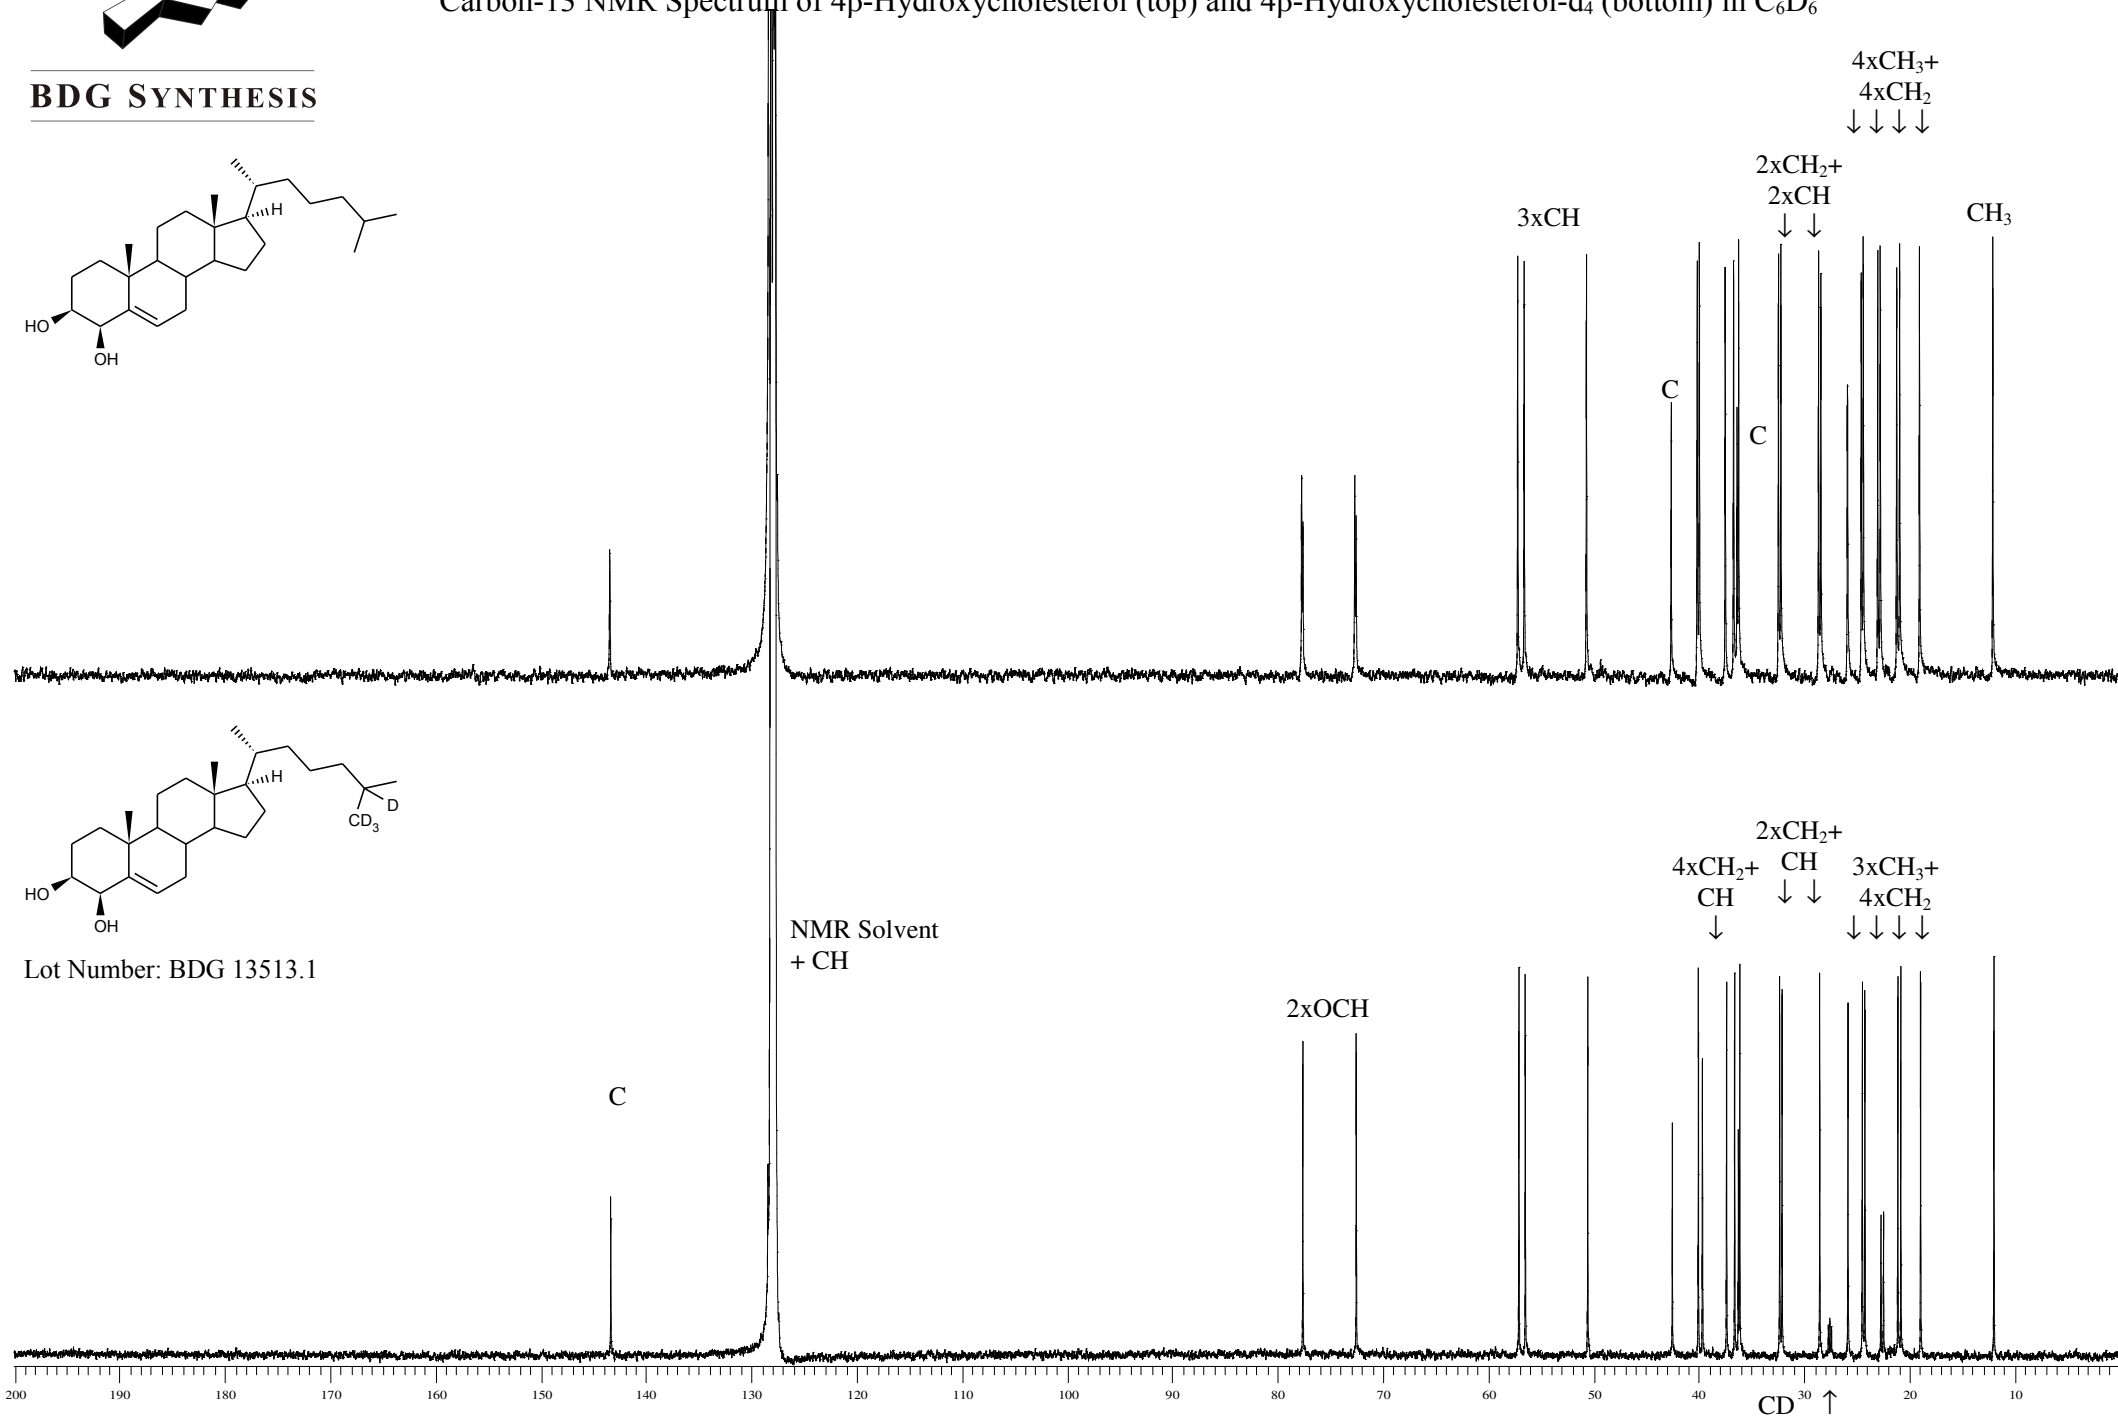 Carbon-13 NMR Spectrum of 4β-Hydroxycholesterol (top) and 4β-Hydroxycholesterol-d₄ (bottom) in C₆D₆
BDG SYNTHESIS
4xCH₃+
4xCH₂
↓ ↓ ↓ ↓
2xCH₂+
2xCH
↓ ↓
3xCH
CH₃
C
C
H
HO
OH
H
D
CD₃
HO
OH
Lot Number: BDG 13513.1
2xCH₂+
CH
↓ ↓
4xCH₂+
CH
↓
3xCH₃+
4xCH₂
↓ ↓ ↓ ↓
NMR Solvent
+ CH
2xOCH
C
200 190 180 170 160 150 140 130 120 110 100 90 80 70 60 50 40 30 20 10
CD ↑